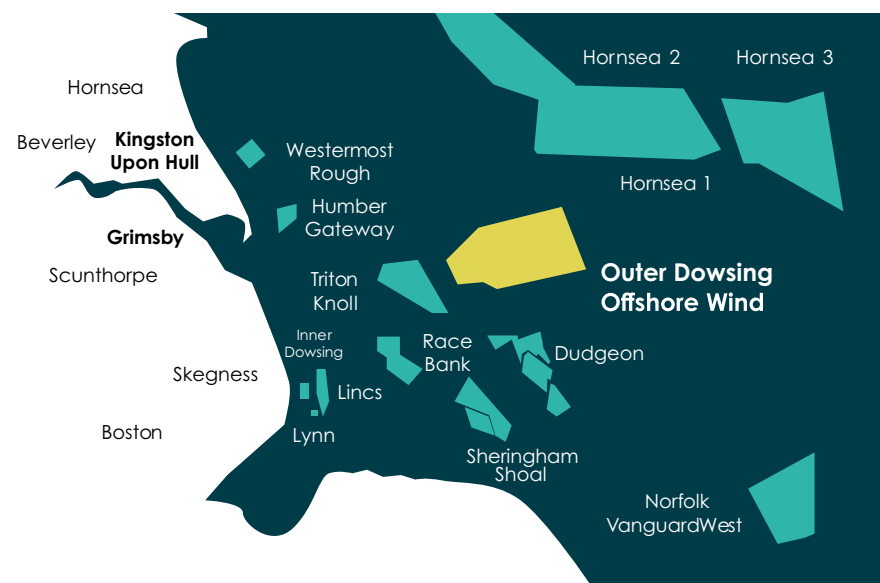 Hornsea 2
Hornsea 3
Hornsea
Beverley
Kingston
Upon Hull
Westermost
Rough
Hornsea 1
Humber
Gateway
Grimsby
Scunthorpe
Triton
Knoll
Outer Dowsing
Offshore Wind
Inner
Dowsing
Race
Bank
Dudgeon
Skegness
Lincs
Boston
Lynn
Sheringham
Shoal
Norfolk
VanguardWest